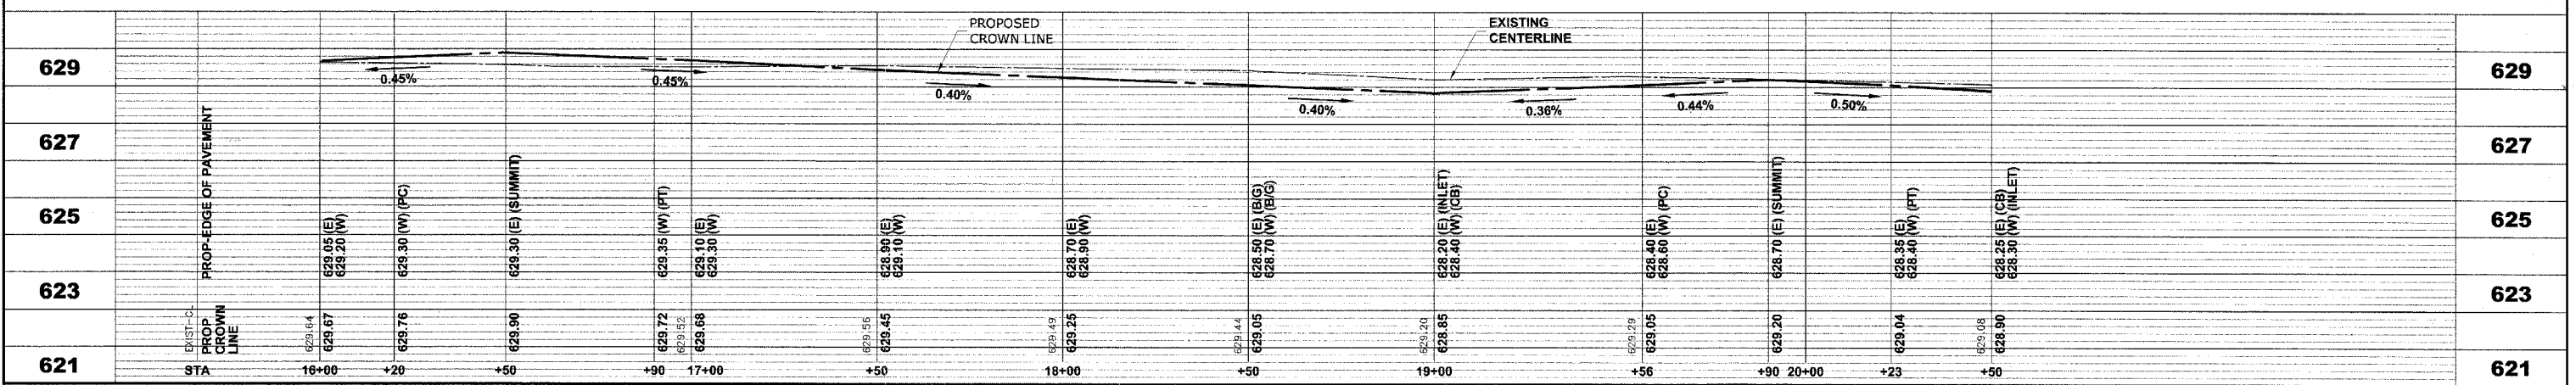 PROPOSED
CROWN LINE
EXISTING
CENTERLINE
629
629
0.45%
0.45%
0.40%
0.40%
0.36%
0.44%
0.50%
627
627
625
625
623
623
621
621
PROP-EDGE OF PAVEMENT
629.05 (E)
629.20 (W)
629.30 (W) (PC)
629.30 (E) (SUMMIT)
629.35 (W) (PT)
629.10 (E)
629.30 (W)
628.90 (E)
629.10 (W)
628.70 (E)
628.90 (W)
628.50 (E) (B/G)
628.70 (W) (B/G)
628.20 (E) (INLET)
628.40 (W) (CB)
628.40 (E)
628.60 (W) (PC)
628.70 (E) (SUMMIT)
628.35 (E)
628.40 (W) (PT)
628.25 (E) (CB)
628.30 (W) (INLET)
EXIST-CL
PROP
CROWN
LINE
629.64
629.67
629.76
629.90
629.72
629.52
629.68
629.56
629.45
629.49
629.25
629.44
629.05
629.20
628.85
629.29
629.05
629.20
629.04
629.08
628.90
STA
16+00
+20
+50
+90
17+00
+50
18+00
+50
19+00
+56
+90
20+00
+23
+50